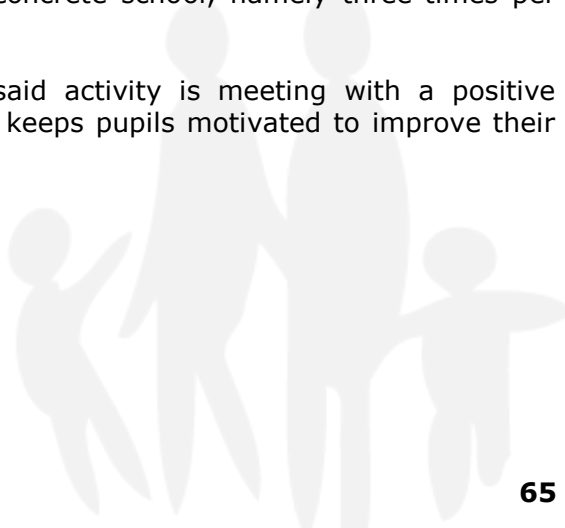 concrete school, namely three times per
said activity is meeting with a positive
keeps pupils motivated to improve their
65